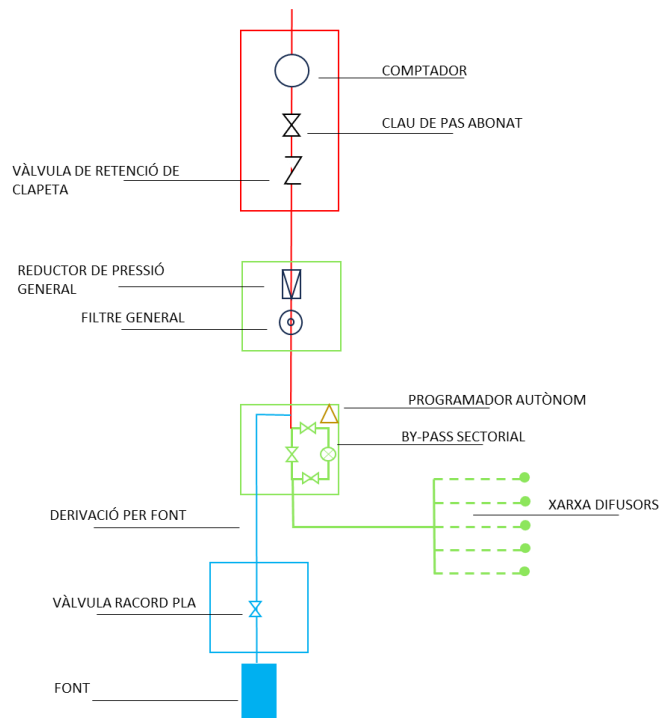 COMPTADOR
CLAU DE PAS ABONAT
VÀLVULA DE RETENCIÓ DE
CLAPETA
REDUCTOR DE PRESSIÓ
GENERAL
FILTRE GENERAL
PROGRAMADOR AUTÒNOM
BY-PASS SECTORIAL
XARXA DIFUSORS
DERIVACIÓ PER FONT
VÀLVULA RACORD PLA
FONT